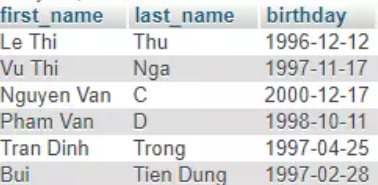 first_name last_name birthday
Le Thi Thu 1996-12-12
Vu Thi Nga 1997-11-17
Nguyen Van C 2000-12-17
Pham Van D 1998-10-11
Tran Dinh Trong 1997-04-25
Bui Tien Dung 1997-02-28